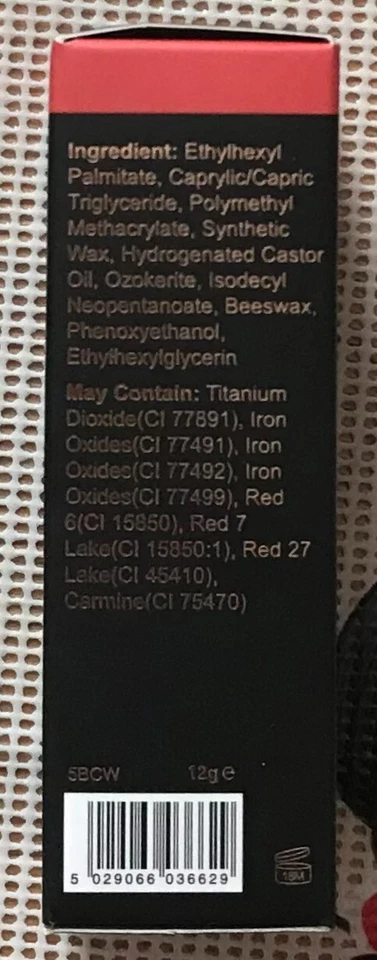 Ingredient: Ethylhexyl
Palmitate, Caprylic/Capric
Triglyceride, Polymethyl
Methacrylate, Synthetic
Wax, Hydrogenated Castor
Oil, Ozokerite, Isodecyl
Neopentanoate, Beeswax,
Phenoxyethanol,
Ethylhexylglycerin
May Contain: Titanium
Dioxide(CI 77891), Iron
Oxides(CI 77491), Iron
Oxides(CI 77492), Iron
Oxides(CI 77499), Red
6(CI 15850), Red 7
Lake(CI 15850:1), Red 27
Lake(CI 45410),
Carmine(CI 75470)
5BCW 12g℮
5 029066 036629
18M